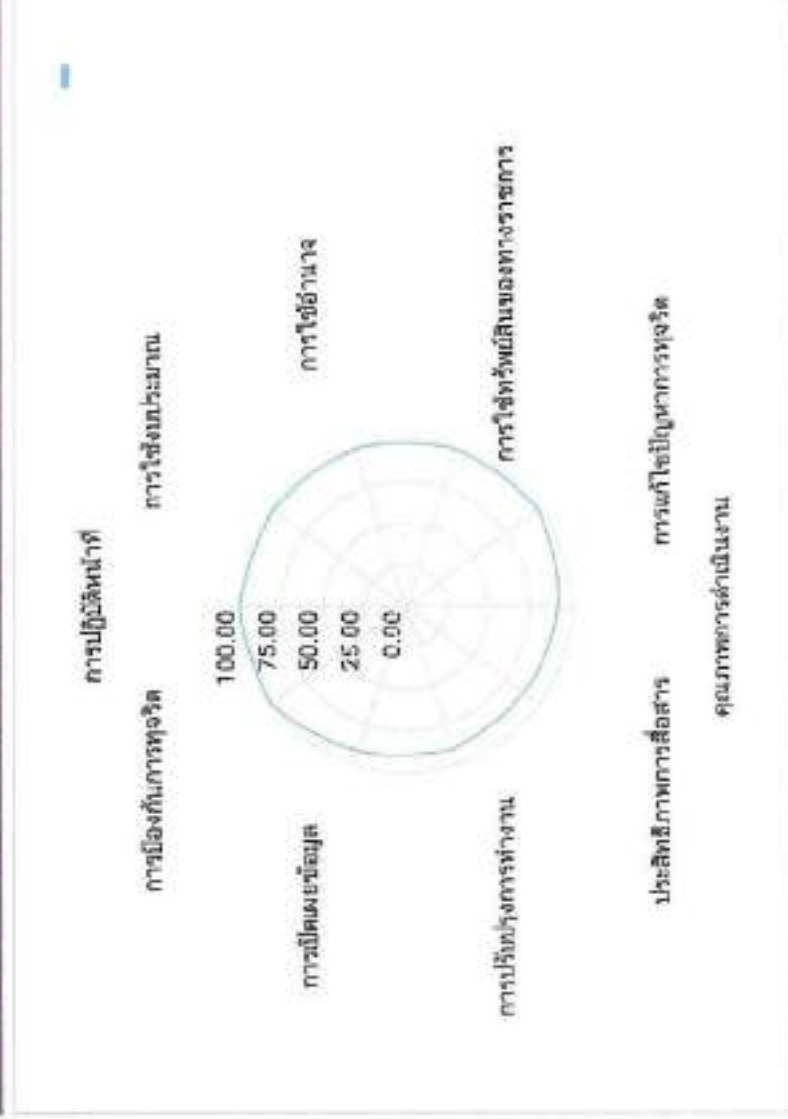 การปฏิบัติหน้าที่
การป้องกันการทุจริต
การใช้งบประมาณ
การเปิดเผยข้อมูล
การใช้อำนาจ
100.00
75.00
50.00
25.00
0.00
การปรับปรุงการทำงาน
การใช้ทรัพย์สินของทางราชการ
ประสิทธิภาพการสื่อสาร
การแก้ไขปัญหาการทุจริต
คุณภาพการดำเนินงาน